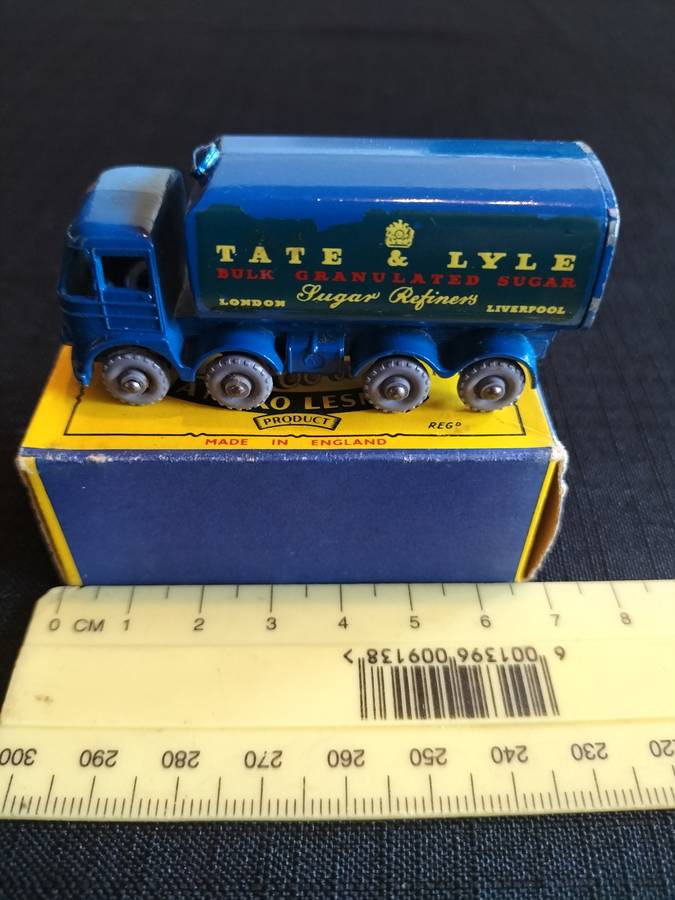 TATE & LYLE
BULK GRANULATED SUGAR
LONDON Sugar Refiners LIVERPOOL
PRODUCT
REGD
MADE IN ENGLAND
0 CM 1 2 3 4 5 6 7 8
6 001396 009138 >
300 290 280 270 260 250 240 230 220